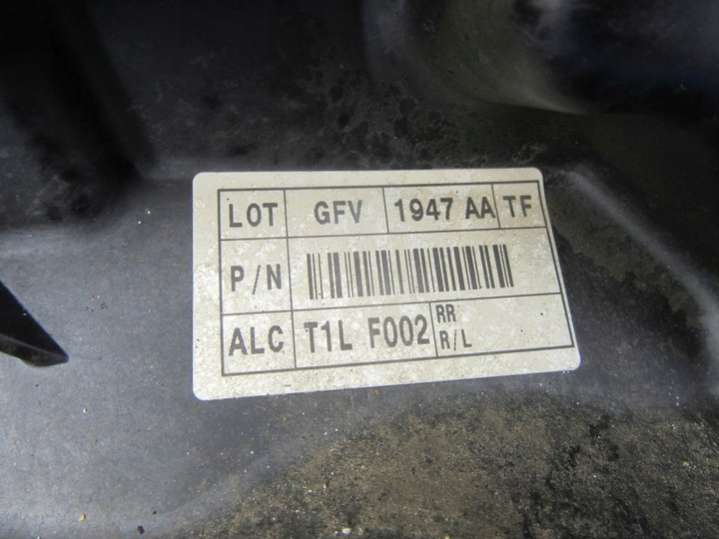 LOT GFV 1947 AA TF
P/N
ALC T1L F002 RR
R/L